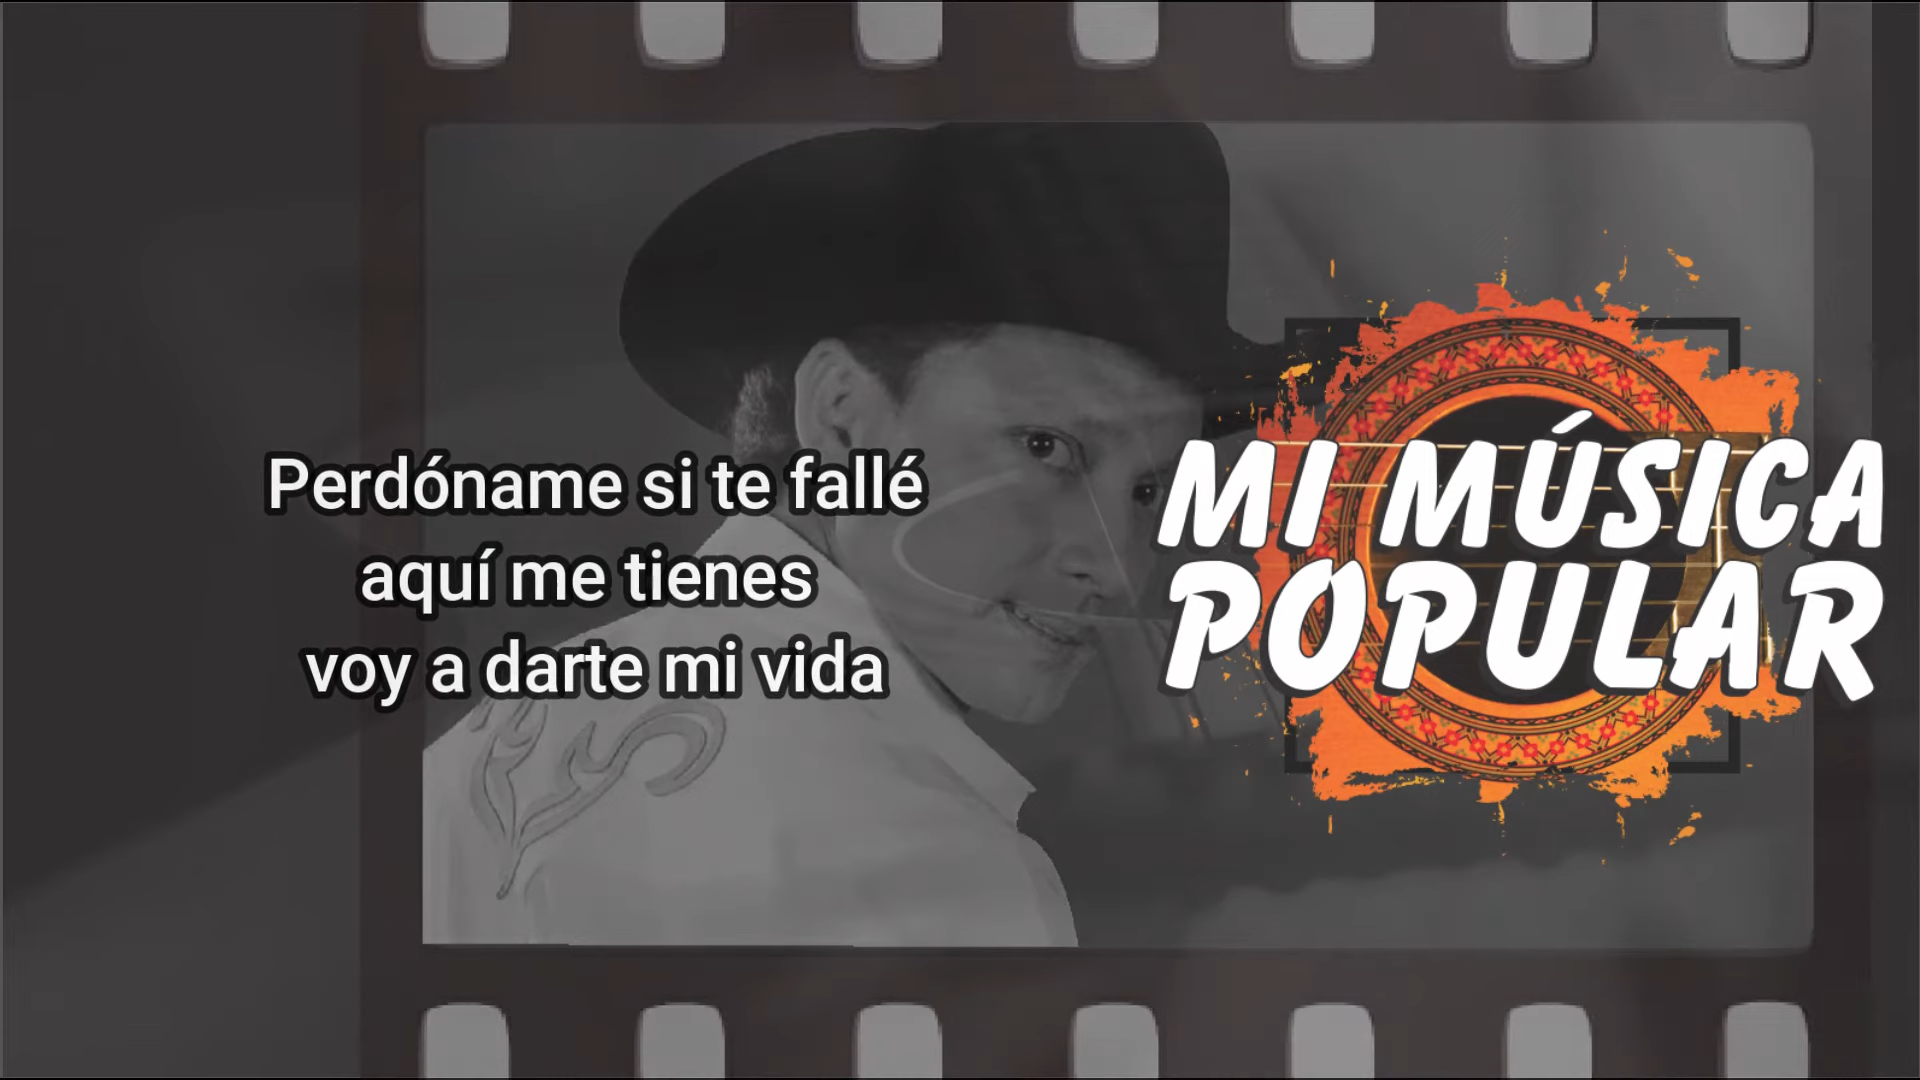 Perdóname si te fallé
aquí me tienes
voy a darte mi vida
MI MÚSICA
POPULAR